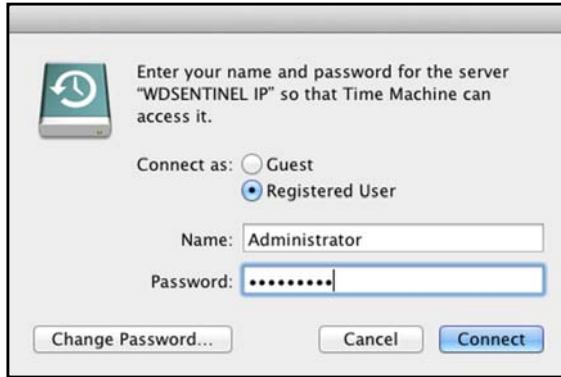 Enter your name and password for the server
“WDSENTINEL IP” so that Time Machine can
access it.
Connect as: Guest
Registered User
Name: Administrator
Password: •••••••••
Change Password... Cancel Connect